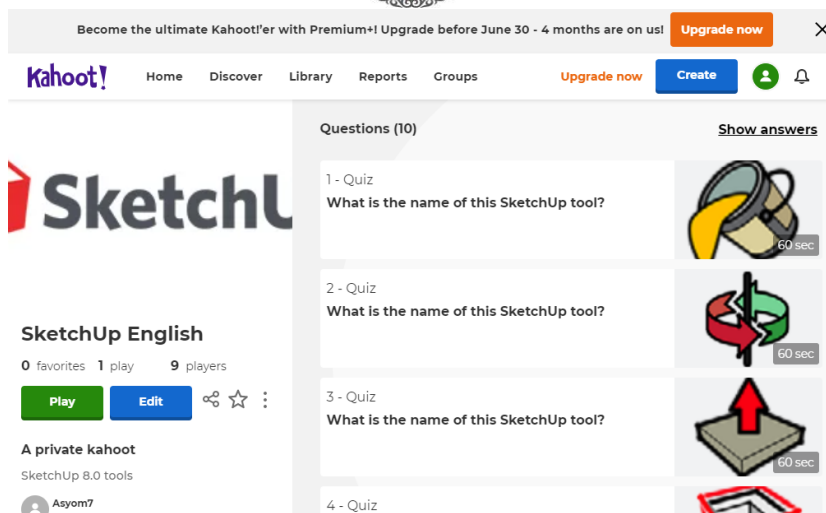 Become the ultimate Kahoot!'er with Premium+! Upgrade before June 30 - 4 months are on us!
Upgrade now
Kahoot!
Home
Discover
Library
Reports
Groups
Upgrade now
Create
SketchU
SketchUp English
0 favorites 1 play 9 players
Play
Edit
A private kahoot
SketchUp 8.0 tools
Asyom7
Questions (10)
Show answers
1 - Quiz
What is the name of this SketchUp tool?
60 sec
2 - Quiz
What is the name of this SketchUp tool?
60 sec
3 - Quiz
What is the name of this SketchUp tool?
60 sec
4 - Quiz